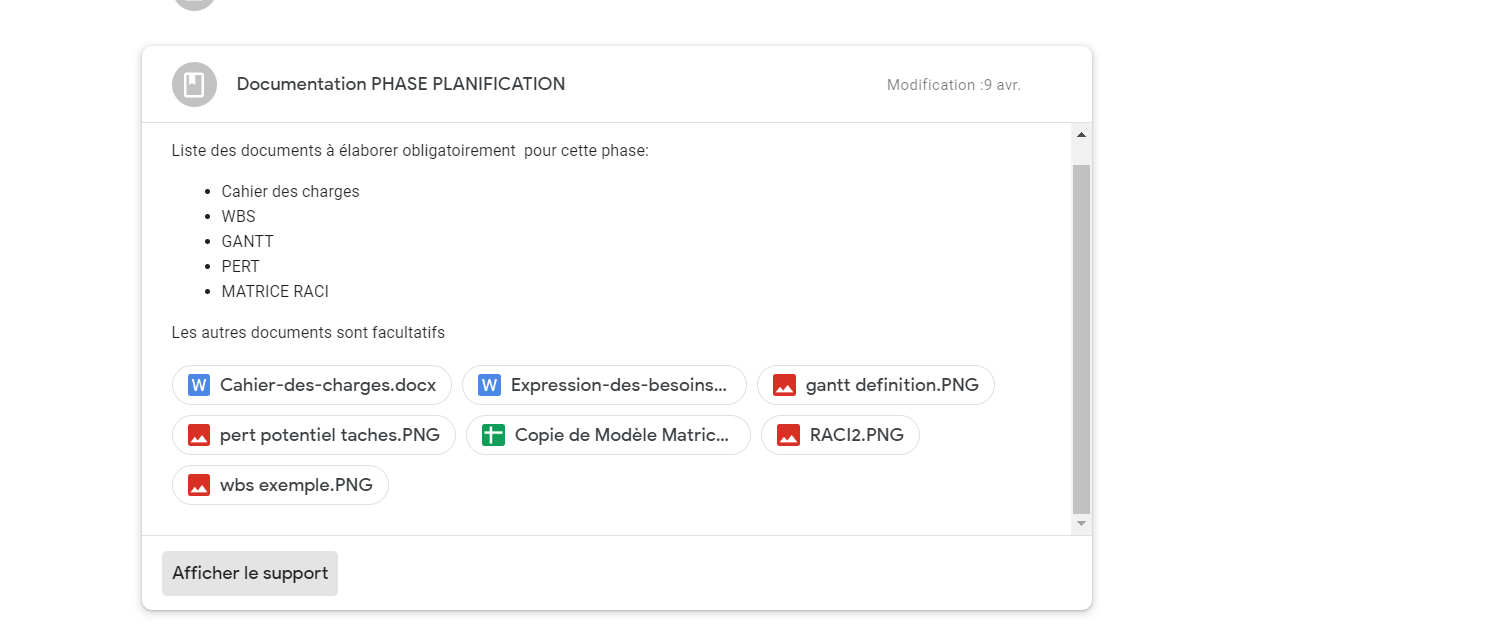 Documentation PHASE PLANIFICATION
Modification :9 avr.
Liste des documents à élaborer obligatoirement  pour cette phase:
Cahier des charges
WBS
GANTT
PERT
MATRICE RACI
Les autres documents sont facultatifs
W Cahier-des-charges.docx
W Expression-des-besoins...
gantt definition.PNG
pert potentiel taches.PNG
Copie de Modèle Matric...
RACI2.PNG
wbs exemple.PNG
Afficher le support